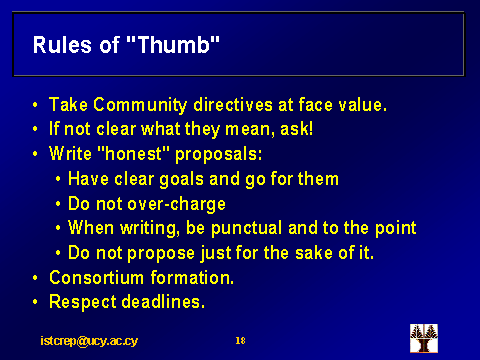 Rules of "Thumb"
• Take Community directives at face value.
• If not clear what they mean, ask!
• Write "honest" proposals:
• Have clear goals and go for them
• Do not over-charge
• When writing, be punctual and to the point
• Do not propose just for the sake of it.
• Consortium formation.
• Respect deadlines.
istcrep@ucy.ac.cy
18